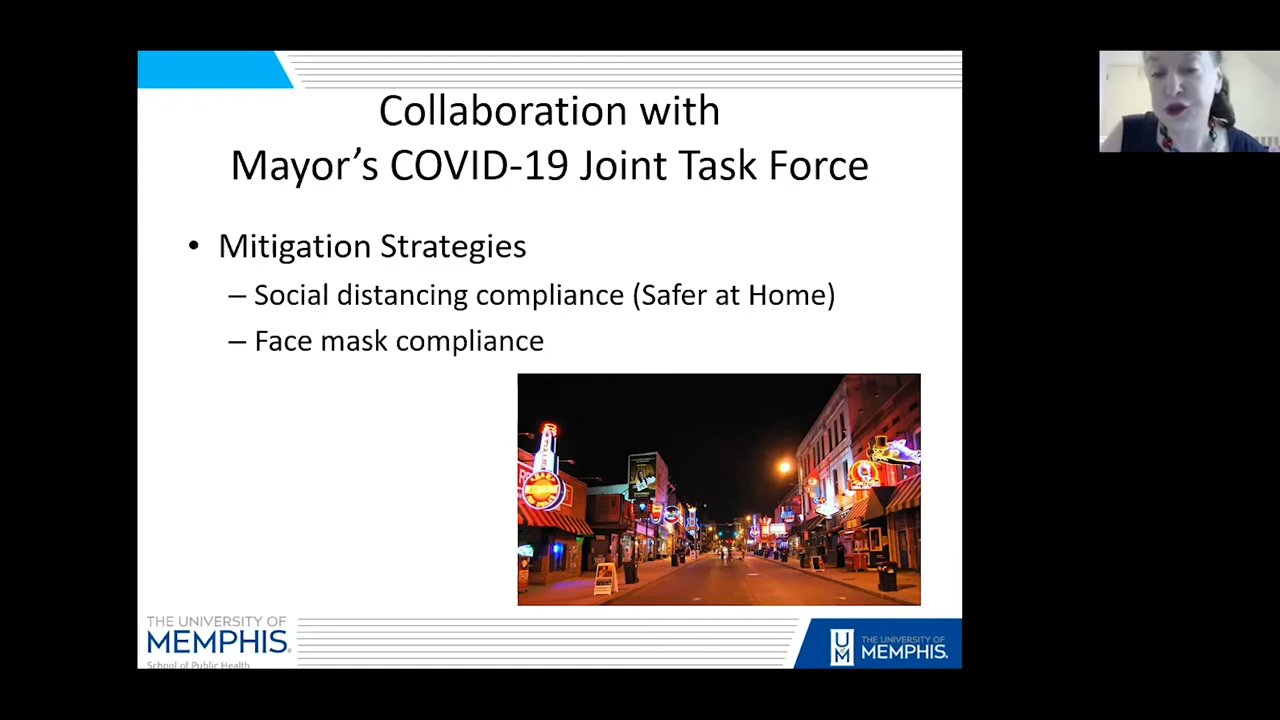 Collaboration with
Mayor’s COVID-19 Joint Task Force
• Mitigation Strategies
– Social distancing compliance (Safer at Home)
– Face mask compliance
THE UNIVERSITY OF
MEMPHIS.
School of Public Health
UM
THE UNIVERSITY OF
MEMPHIS.